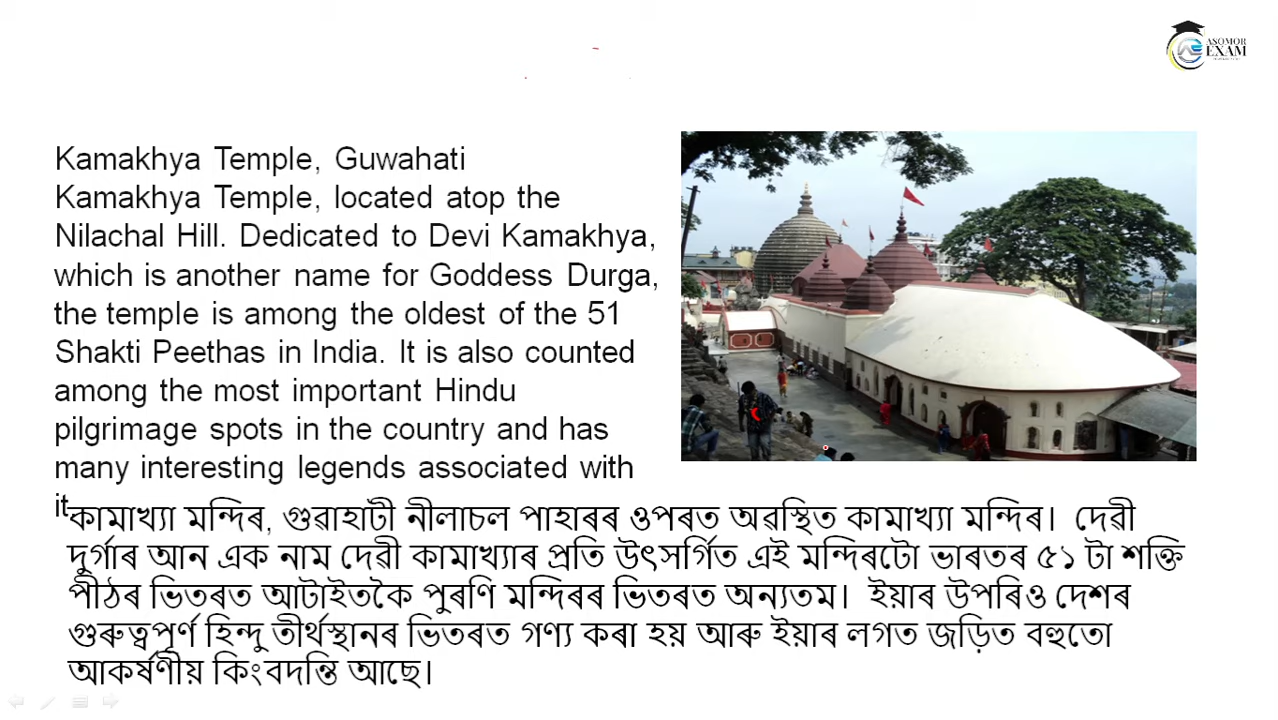 ASOMOR
EXAM
Kamakhya Temple, Guwahati
Kamakhya Temple, located atop the
Nilachal Hill. Dedicated to Devi Kamakhya,
which is another name for Goddess Durga,
the temple is among the oldest of the 51
Shakti Peethas in India. It is also counted
among the most important Hindu
pilgrimage spots in the country and has
many interesting legends associated with
it
কামাখ্যা মন্দিৰ, গুৱাহাটী নীলাচল পাহাৰৰ ওপৰত অৱস্থিত কামাখ্যা মন্দিৰ। দেৱী
দুৰ্গাৰ আন এক নাম দেৱী কামাখ্যাৰ প্ৰতি উৎসৰ্গিত এই মন্দিৰটো ভাৰতৰ ৫১ টা শক্তি
পীঠৰ ভিতৰত আটাইতকৈ পুৰণি মন্দিৰৰ ভিতৰত অন্যতম। ইয়াৰ উপৰিও দেশৰ
গুৰুত্বপূৰ্ণ হিন্দু তীৰ্থস্থানৰ ভিতৰত গণ্য কৰা হয় আৰু ইয়াৰ লগত জড়িত বহুতো
আকৰ্ষণীয় কিংবদন্তি আছে।